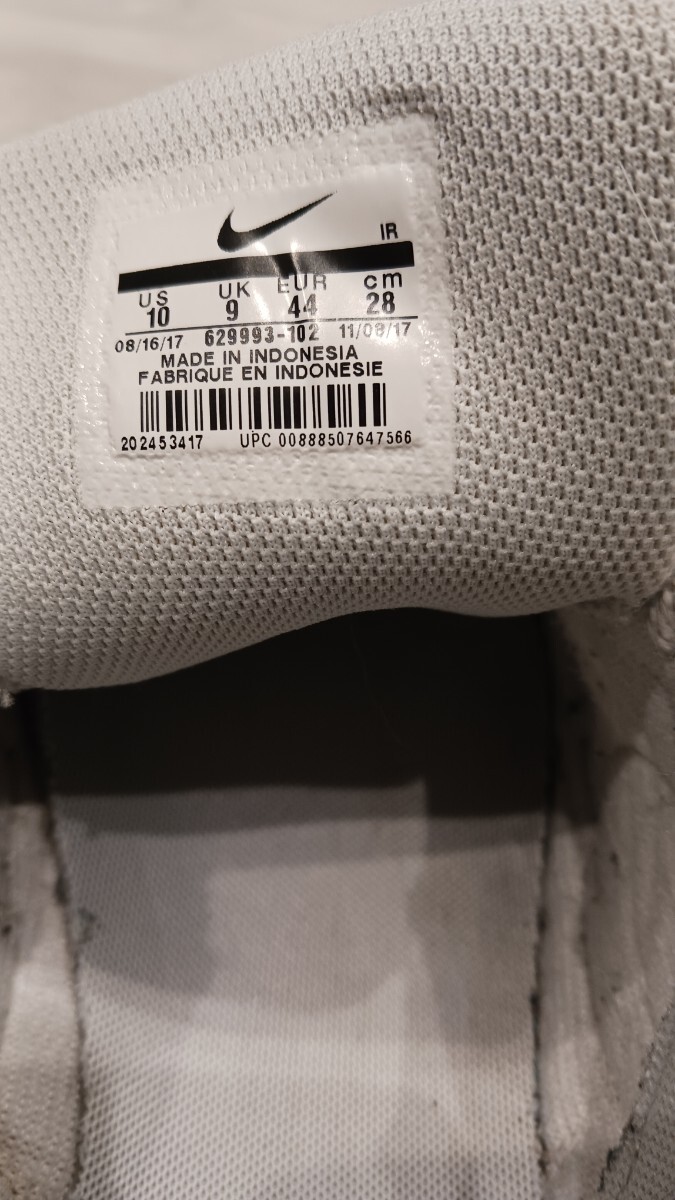 IR
US UK EUR cm
10 9 44 28
08/16/17 629993-102 11/08/17
MADE IN INDONESIA
FABRIQUE EN INDONESIE
202453417 UPC 00888507647566